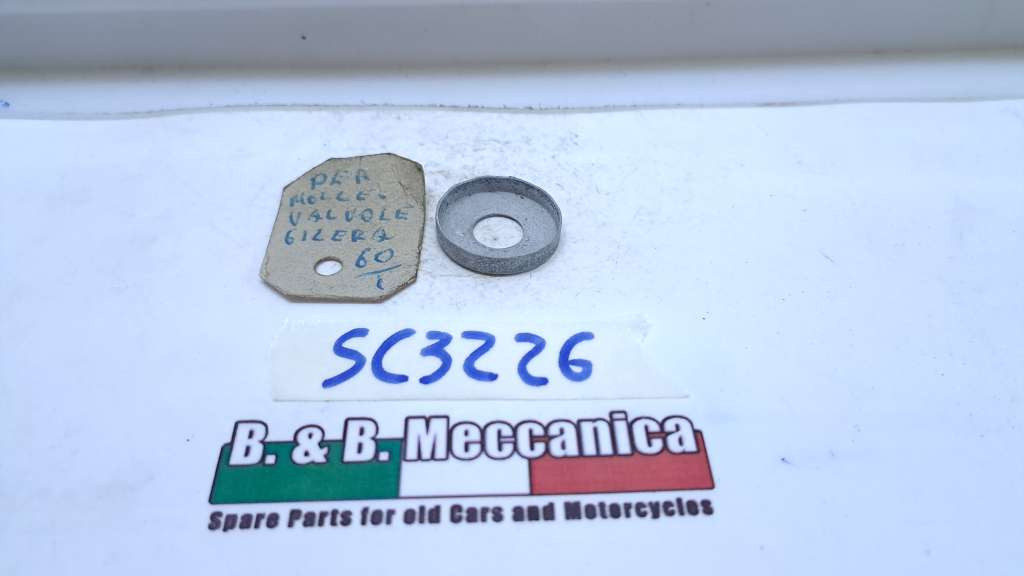 PER
MOLLE
VALVOLE
GILERA
60
1
SC3226
B. & B. Meccanica
Spare Parts for old Cars and Motorcycles